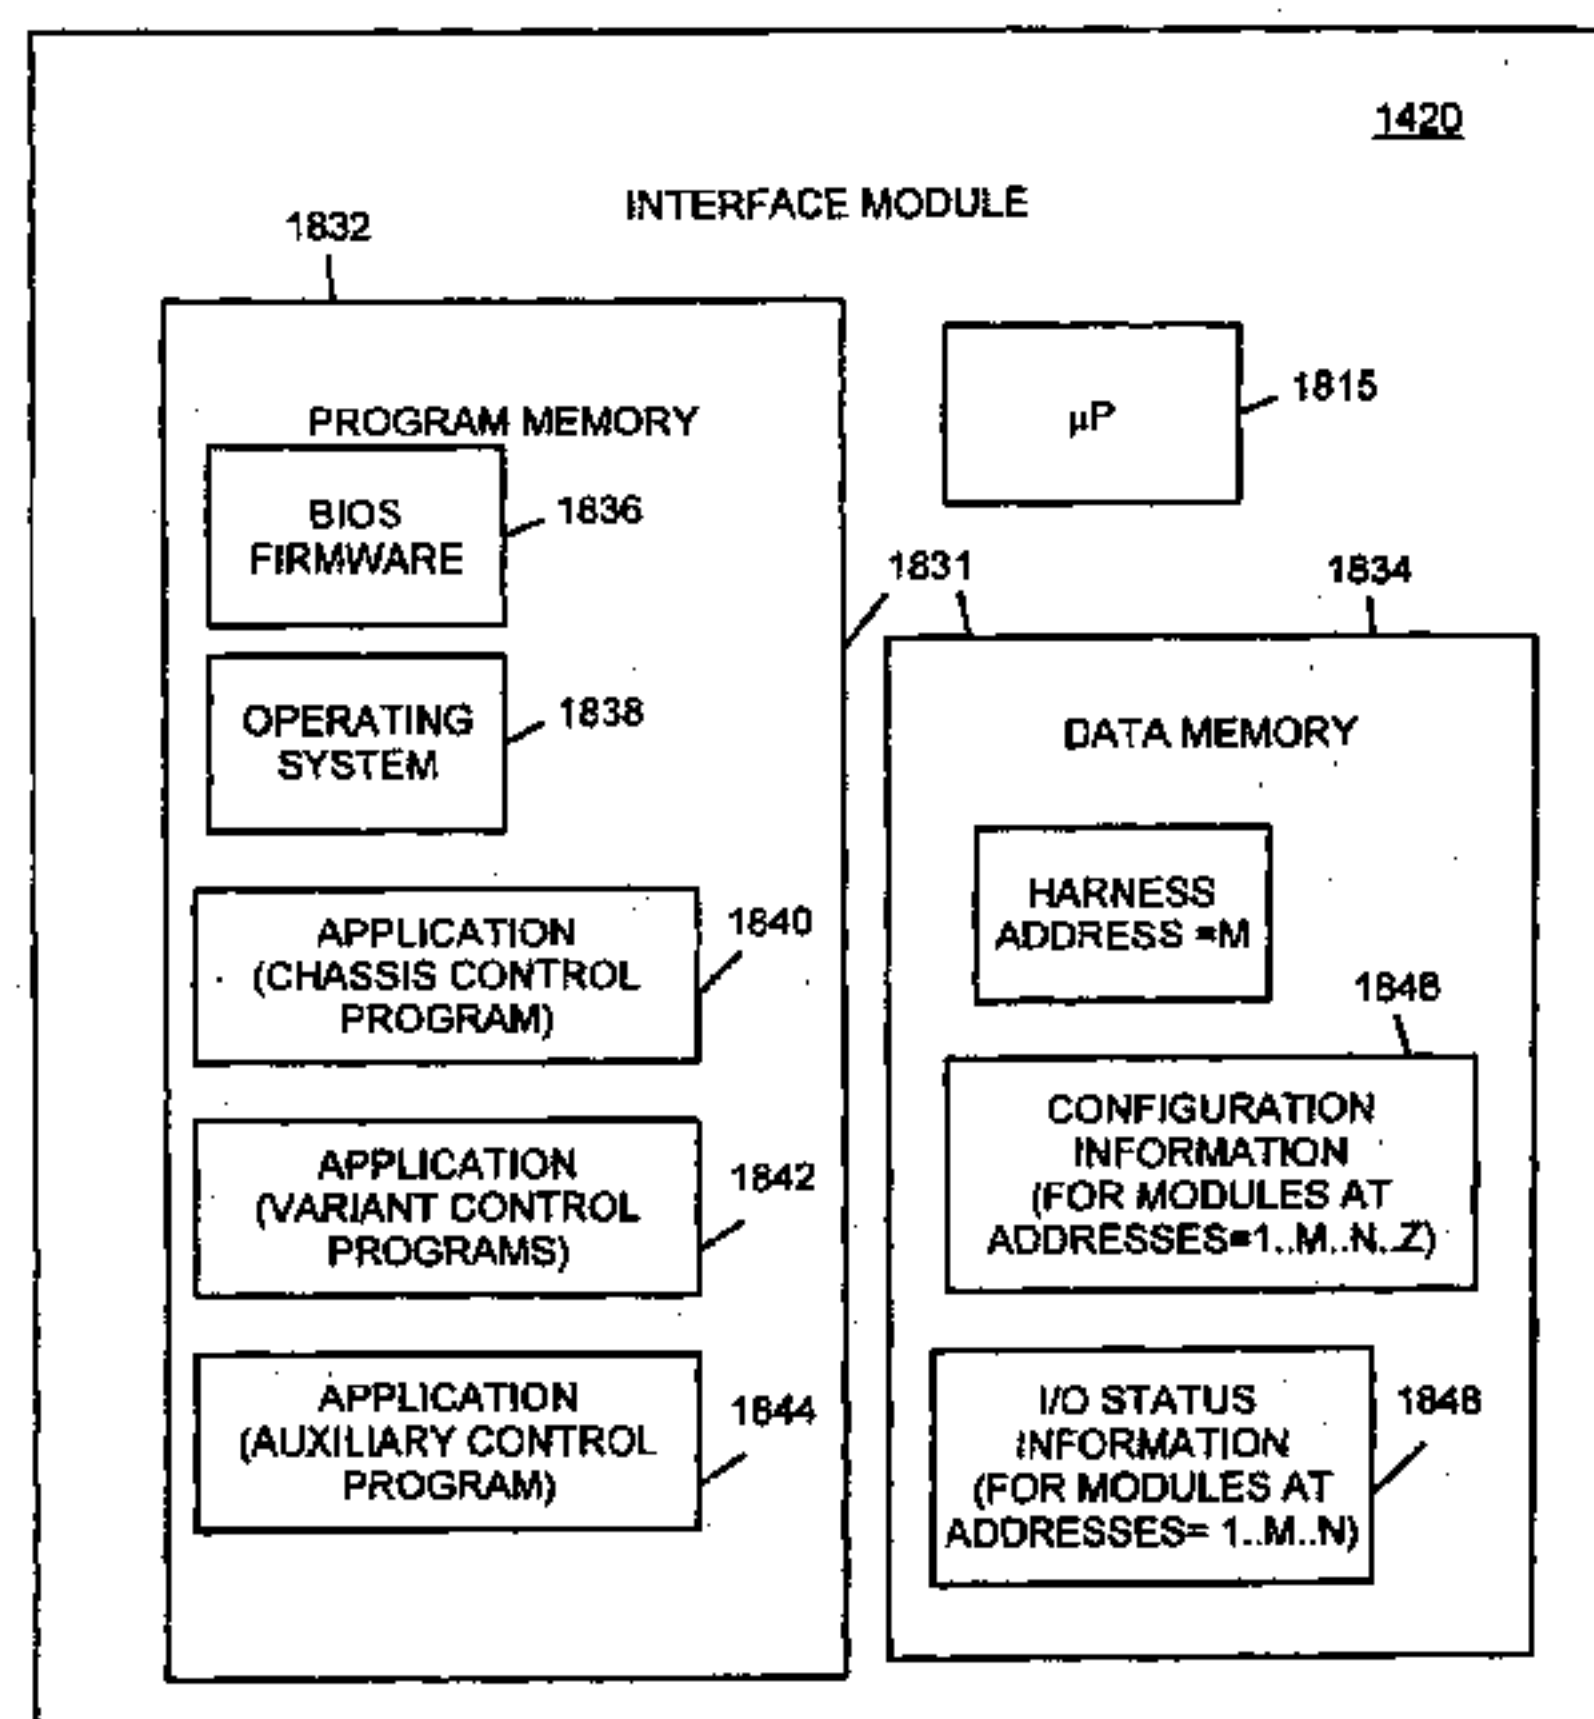 1420
INTERFACE MODULE
1832
PROGRAM MEMORY
BIOS
FIRMWARE
1836
OPERATING
SYSTEM
1838
APPLICATION
(CHASSIS CONTROL
PROGRAM)
1840
APPLICATION
(VARIANT CONTROL
PROGRAMS)
1842
APPLICATION
(AUXILIARY CONTROL
PROGRAM)
1844
µP
1815
1831
1834
DATA MEMORY
HARNESS
ADDRESS =M
1846
CONFIGURATION
INFORMATION
(FOR MODULES AT
ADDRESSES=1..M..N..Z)
I/O STATUS
INFORMATION
(FOR MODULES AT
ADDRESSES= 1..M..N)
1848